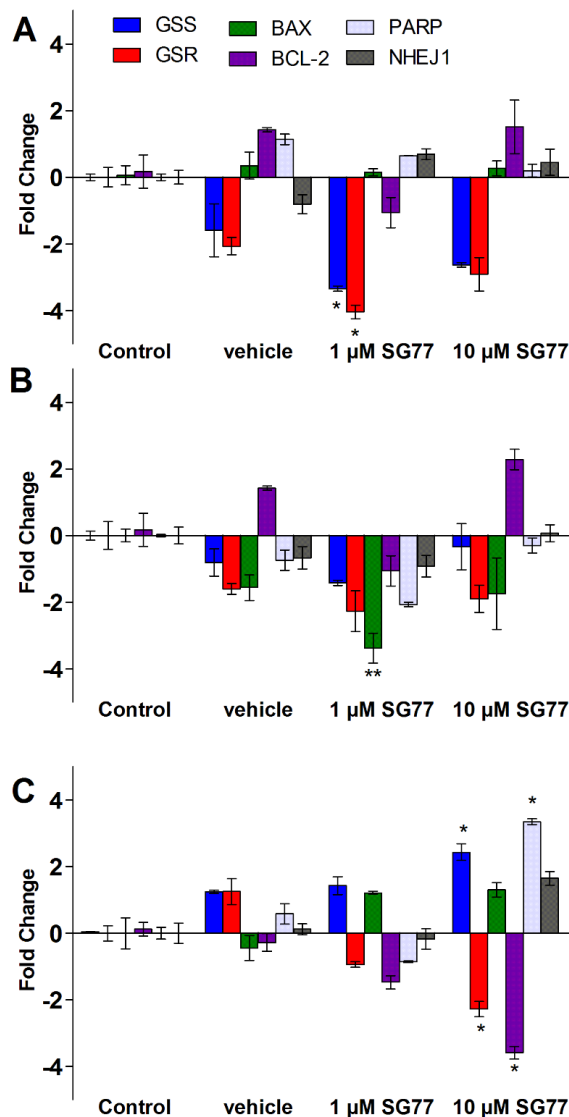 A
GSS BAX PARP
GSR BCL-2 NHEJ1
Fold Change
4
2
0
-2
-4
* *
Control vehicle 1 µM SG77 10 µM SG77
B
Fold Change
4
2
0
-2
-4
**
Control vehicle 1 µM SG77 10 µM SG77
C
Fold Change
4
2
0
-2
-4
* *
* *
Control vehicle 1 µM SG77 10 µM SG77